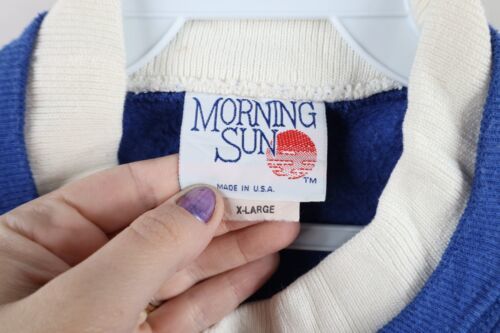 MORNING
SUN
TM
MADE IN U.S.A.
X-LARGE